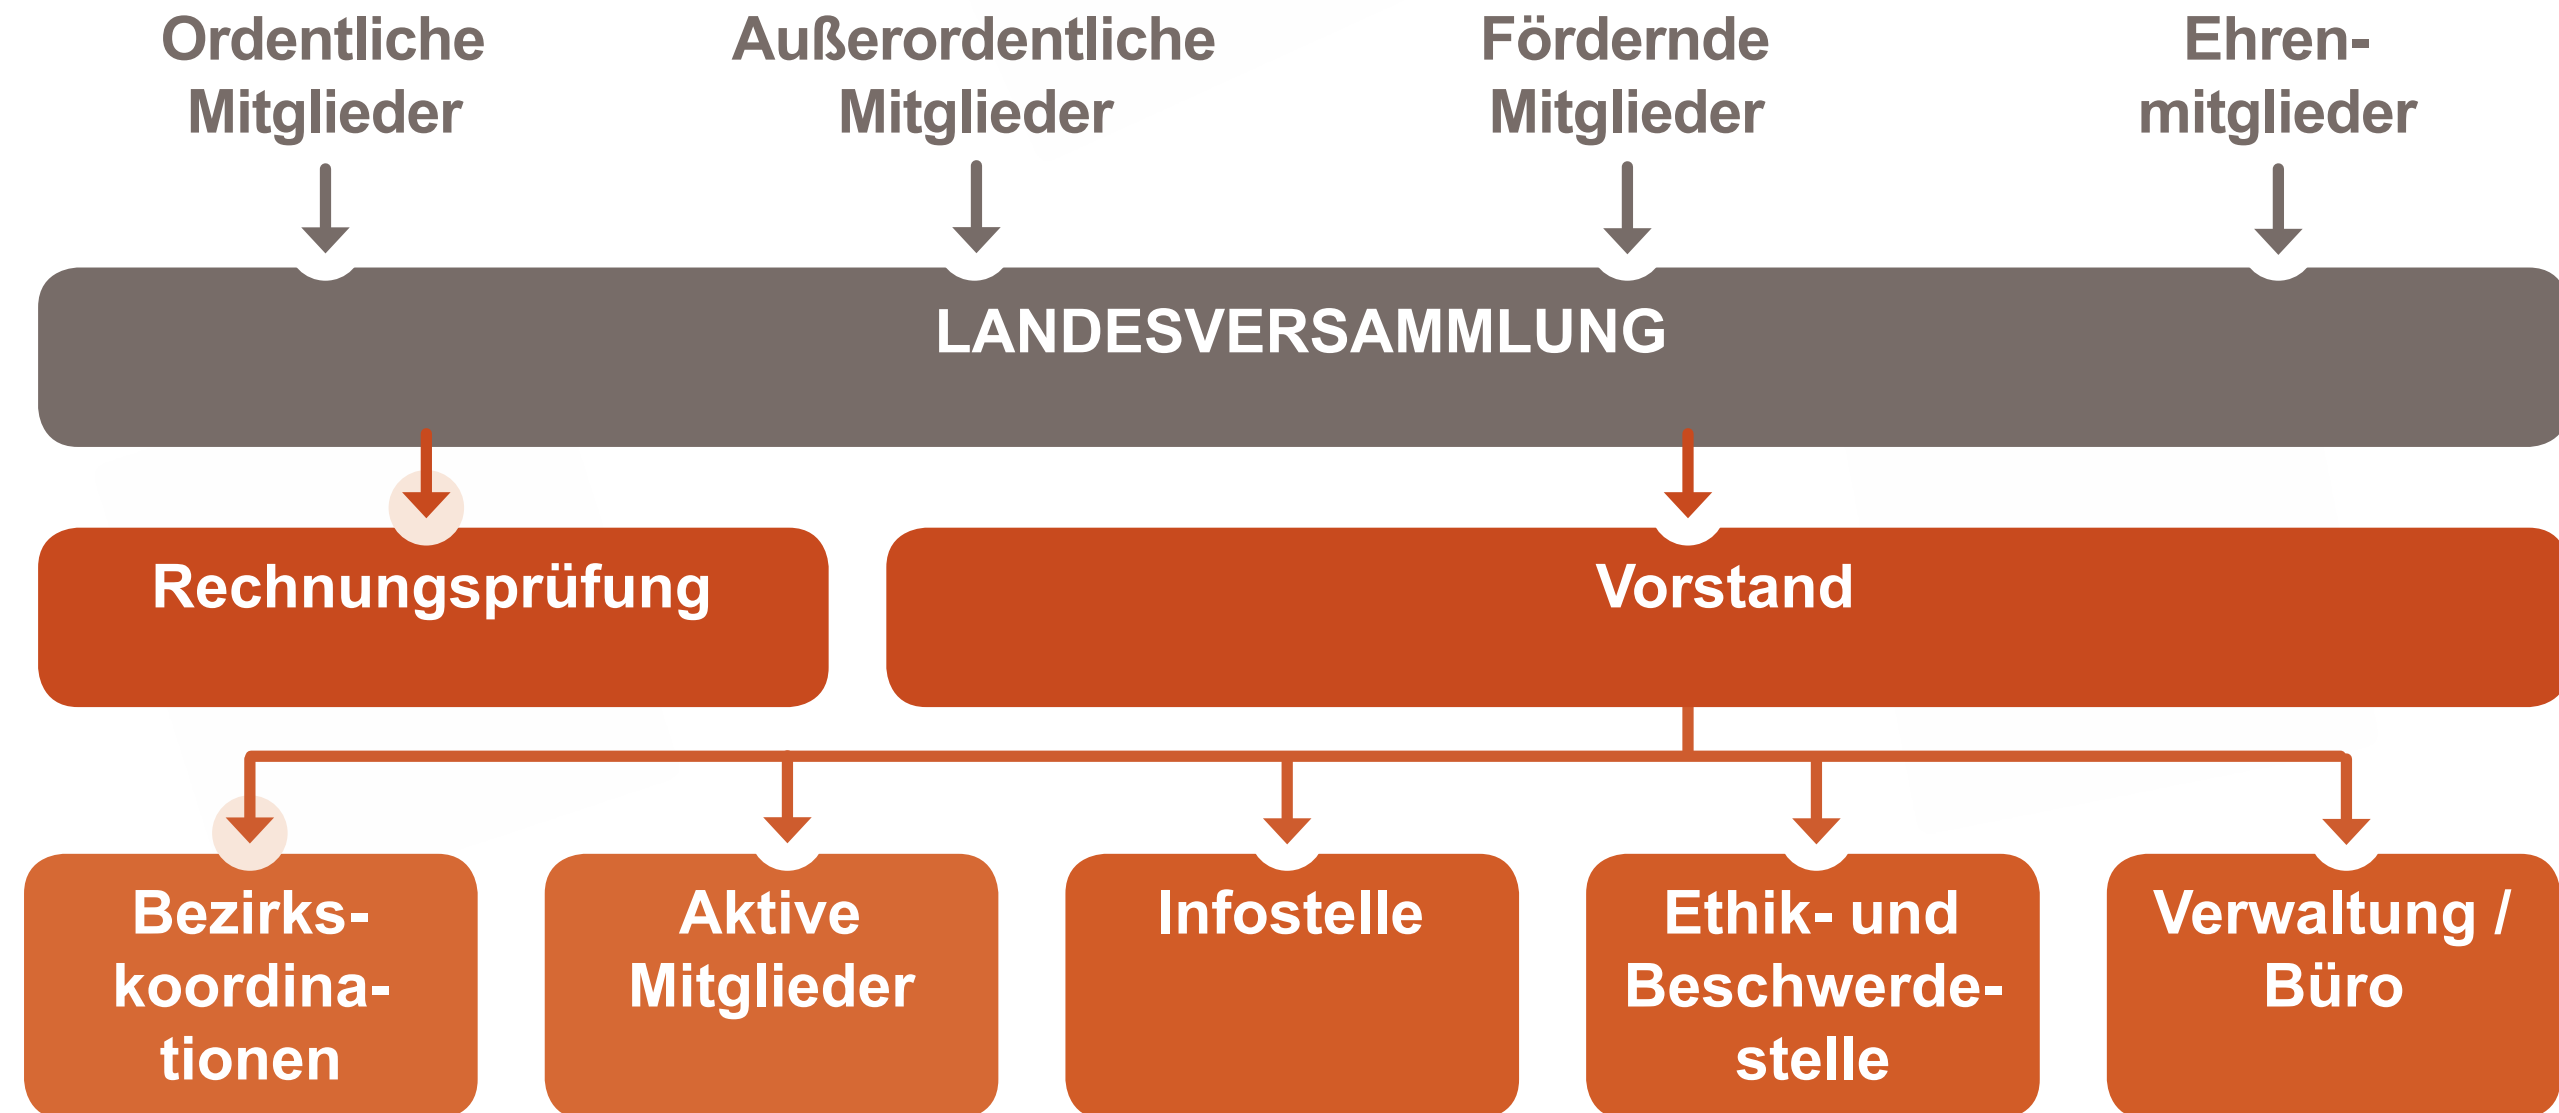 Ordentliche
Mitglieder
Außerordentliche
Mitglieder
Fördernde
Mitglieder
Ehren-
mitglieder
LANDESVERSAMMLUNG
Rechnungsprüfung
Vorstand
Bezirks-
koordina-
tionen
Aktive
Mitglieder
Infostelle
Ethik- und
Beschwerde-
stelle
Verwaltung /
Büro